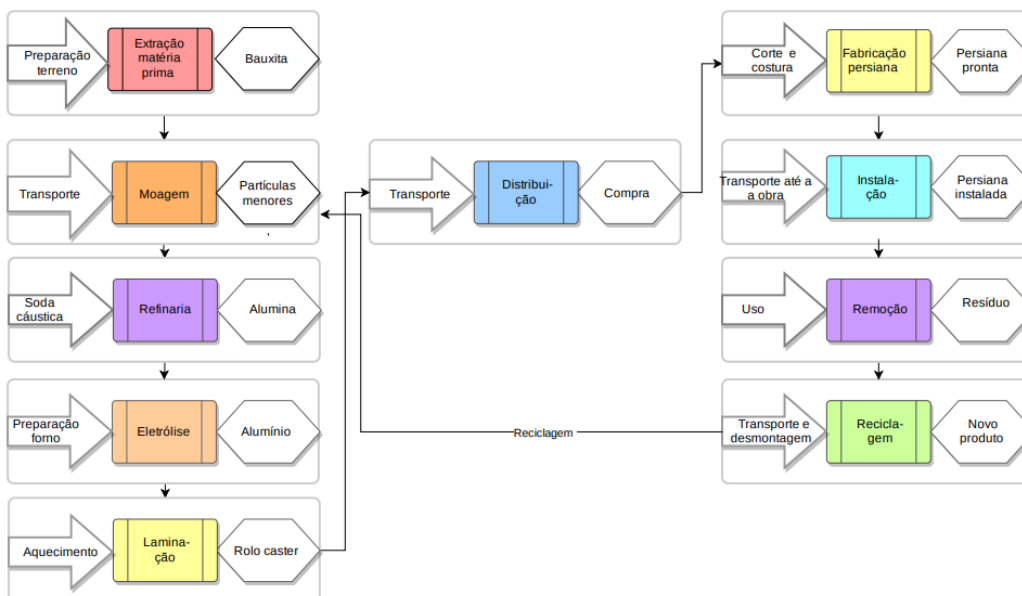 Preparação
terreno
Extração
matéria
prima
Bauxita
Transporte
Moagem
Partículas
menores
,
Soda
cáustica
Refinaria
Alumina
Preparação
forno
Eletrólise
Alumínio
Aquecimento
Lamina-
ção
Rolo caster
Transporte
Distribui-
ção
Compra
Reciclagem
Corte e
costura
Fabricação
persiana
Persiana
pronta
Transporte até a
a obra
Instala-
ção
Persiana
instalada
Uso
Remoção
Resíduo
Transporte e
desmontagem
Recicla-
gem
Novo
produto